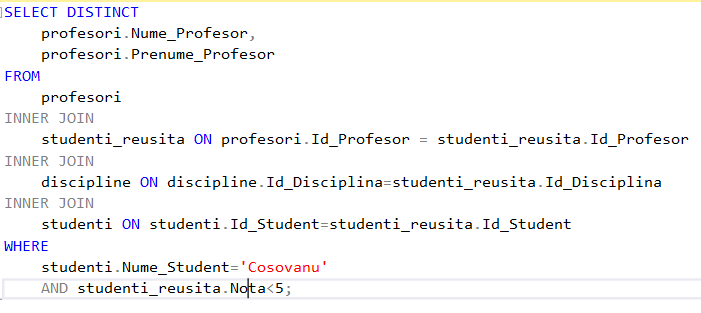 SELECT DISTINCT
profesori.Nume_Profesor,
profesori.Prenume_Profesor
FROM
profesori
INNER JOIN
studenti_reusita ON profesori.Id_Profesor = studenti_reusita.Id_Profesor
INNER JOIN
discipline ON discipline.Id_Disciplina=studenti_reusita.Id_Disciplina
INNER JOIN
studenti ON studenti.Id_Student=studenti_reusita.Id_Student
WHERE
studenti.Nume_Student='Cosovanu'
AND studenti_reusita.Nota<5;